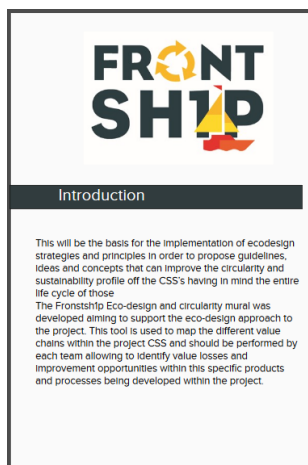 FRONT
SH1P
Introduction
This will be the basis for the implementation of ecodesign
strategies and principles in order to propose guidelines,
ideas and concepts that can improve the circularity and
sustainability profile off the CSS's having in mind the entire
life cycle of those
The Fronstsh1p Eco-design and circularity mural was
developed aiming to support the eco-design approach to
the project. This tool is used to map the different value
chains within the project CSS and should be performed by
each team allowing to identify value losses and
improvement opportunities within this specific products
and processes being developed within the project.